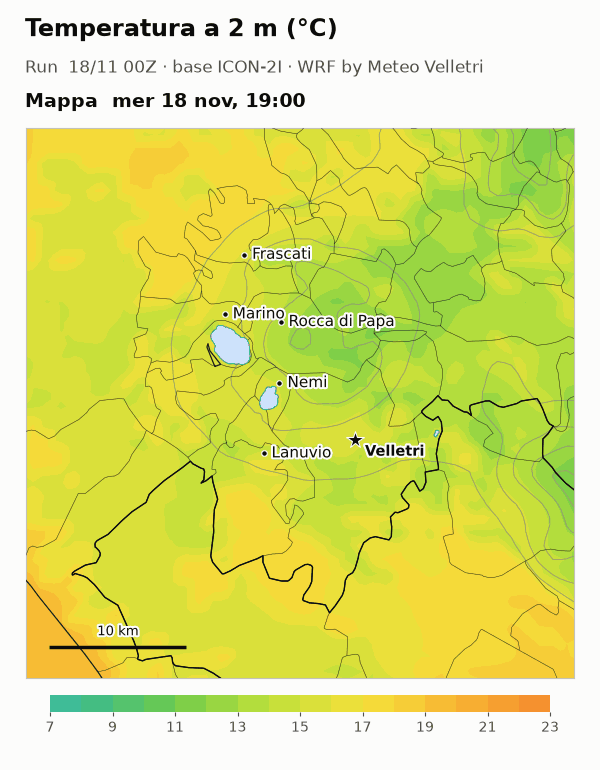 Temperatura a 2 m (°C)
Run  18/11 00Z · base ICON-2I · WRF by Meteo Velletri
Mappa  mer 18 nov, 19:00
Frascati
Marino
Rocca di Papa
Nemi
Velletri
Lanuvio
10 km
7 9 11 13 15 17 19 21 23